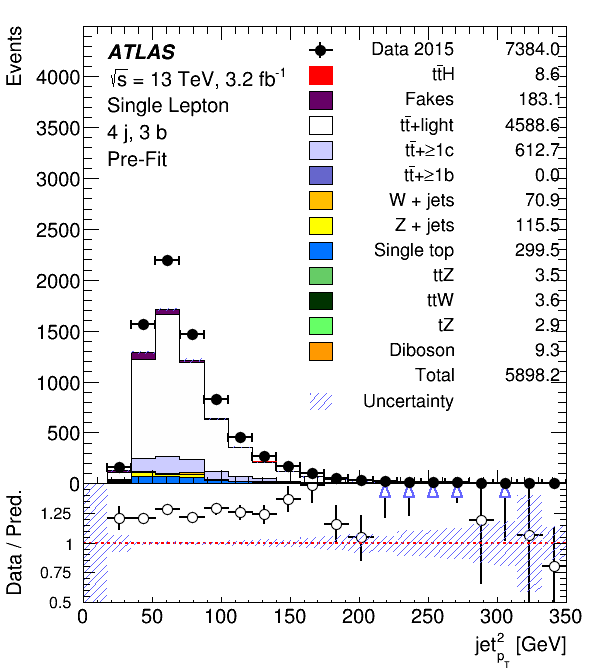 Events
4000
3500
3000
2500
2000
1500
1000
500
0
ATLAS
√s = 13 TeV, 3.2 fb-1
Single Lepton
4 j, 3 b
Pre-Fit
Data 2015 7384.0
tt̄H 8.6
Fakes 183.1
tt̄+light 4588.6
tt̄+≥1c 612.7
tt̄+≥1b 0.0
W + jets 70.9
Z + jets 115.5
Single top 299.5
ttZ 3.5
ttW 3.6
tZ 2.9
Diboson 9.3
Total 5898.2
Uncertainty
Data / Pred.
1.25
1
0.75
0.5
0 50 100 150 200 250 300 350
jet²pT [GeV]